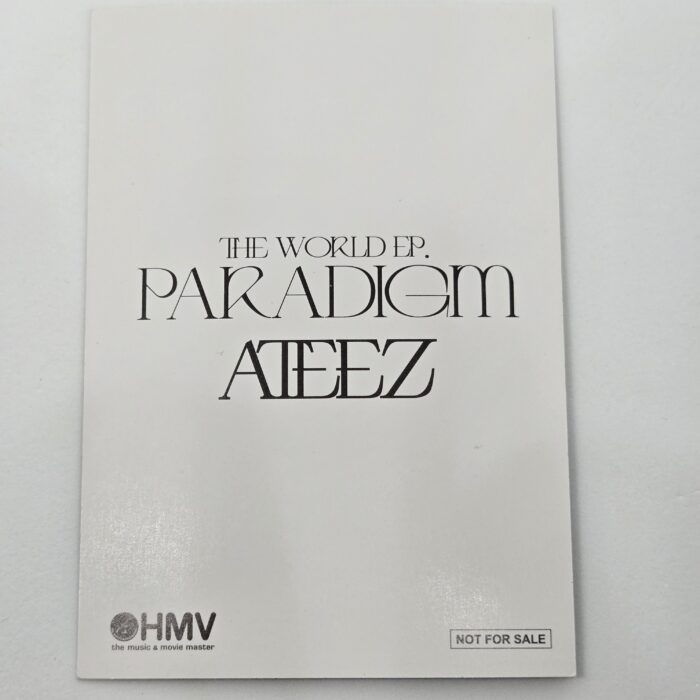 THE WORLD EP.
PARADIGM
ATEEZ
HMV
the music & movie master
NOT FOR SALE